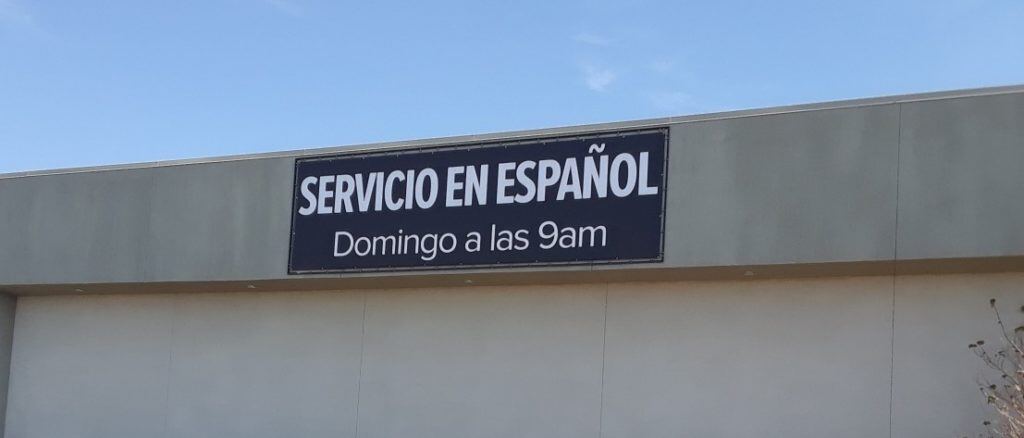 SERVICIO EN ESPAÑOL
Domingo a las 9am